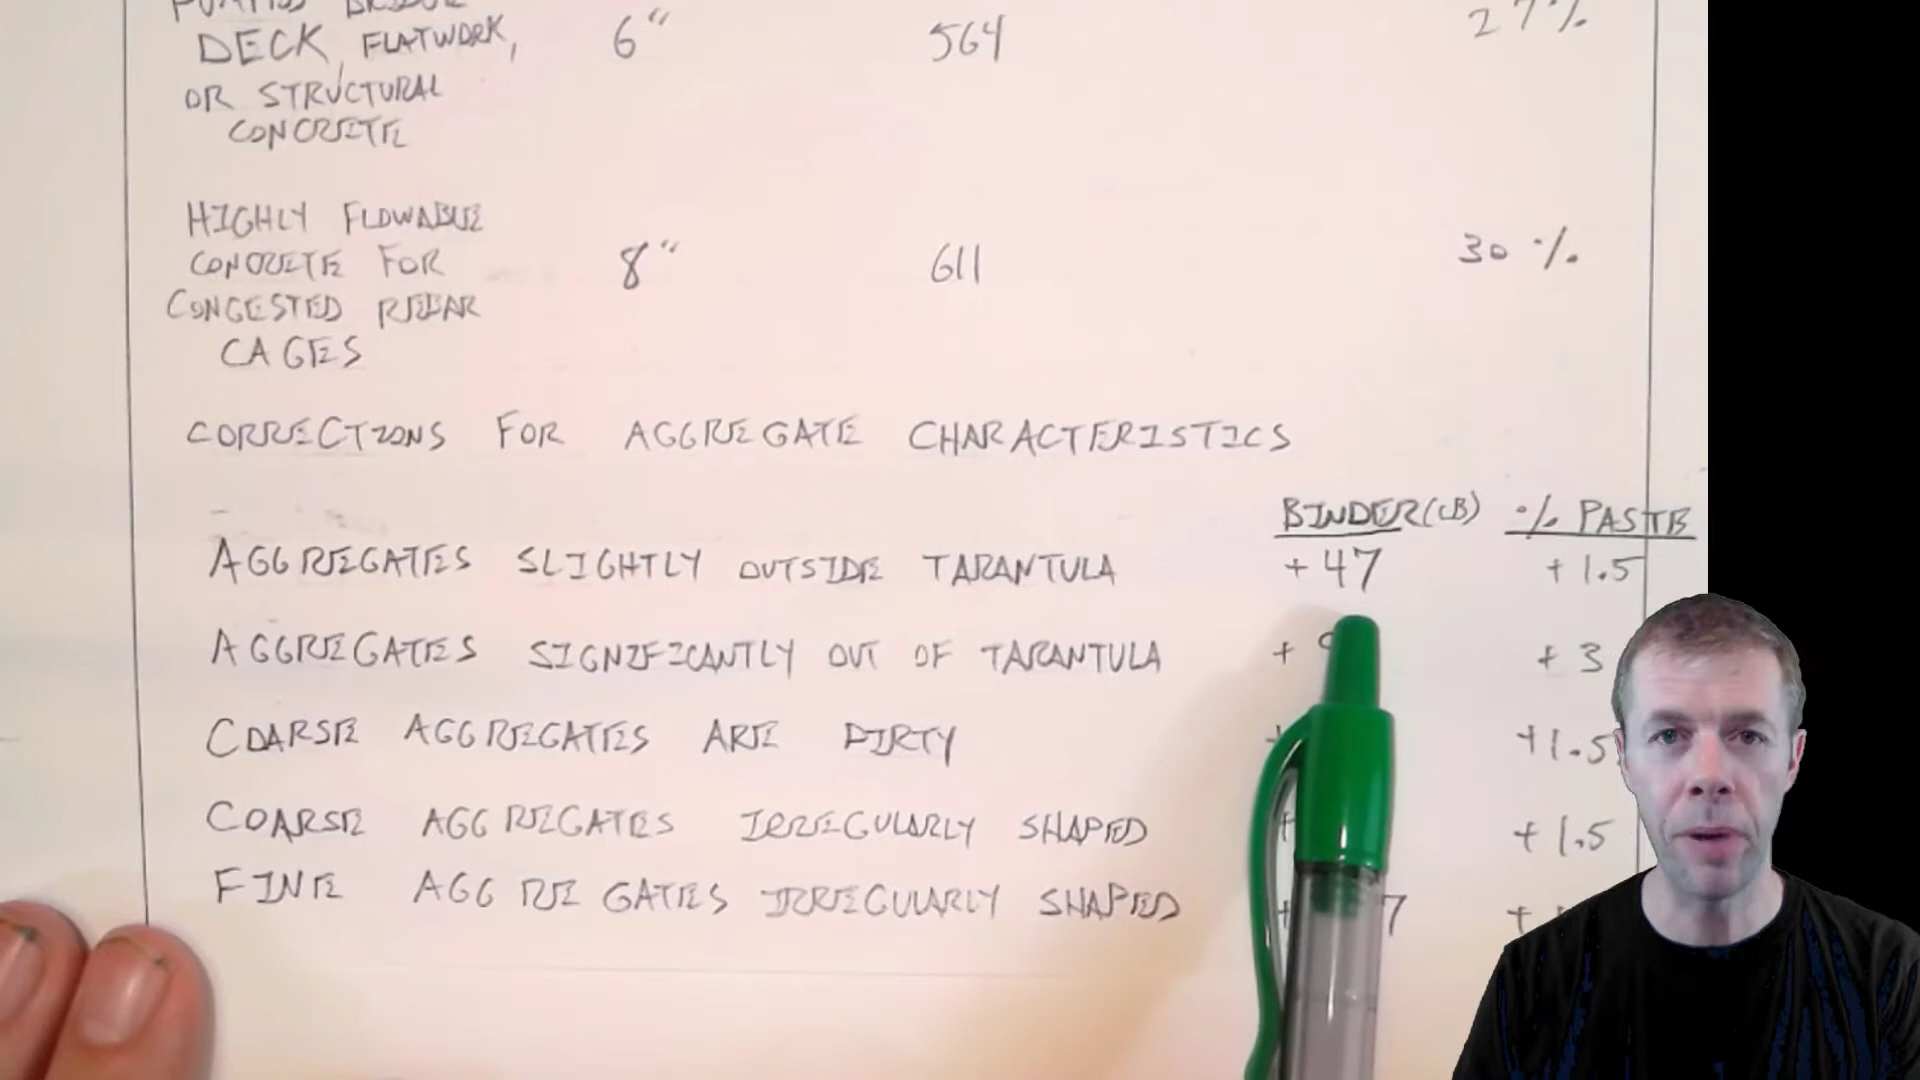 DECK, FLATWORK, 6" 564 27%
OR STRUCTURAL
CONCRETE
HIGHLY FLOWABLE
CONCRETE FOR 8" 611 30 %
CONGESTED REBAR
CAGES
CORRECTIONS FOR AGGREGATE CHARACTERISTICS
BINDER (LB) % PASTE
AGGREGATES SLIGHTLY OUTSIDE TARANTULA + 47 + 1.5
AGGREGATES SIGNIFICANTLY OUT OF TARANTULA + + 3
COARSE AGGREGATES ARE DIRTY +1.5
COARSE AGGREGATES IRREGULARLY SHAPED + + 1.5
FINE AGGREGATES IRREGULARLY SHAPED + 7 +